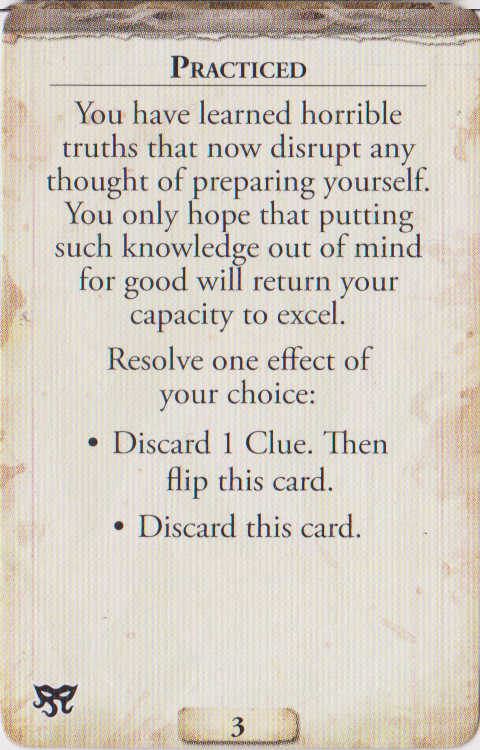 PRACTICED
You have learned horrible
truths that now disrupt any
thought of preparing yourself.
You only hope that putting
such knowledge out of mind
for good will return your
capacity to excel.
Resolve one effect of
your choice:
• Discard 1 Clue. Then
flip this card.
• Discard this card.
3